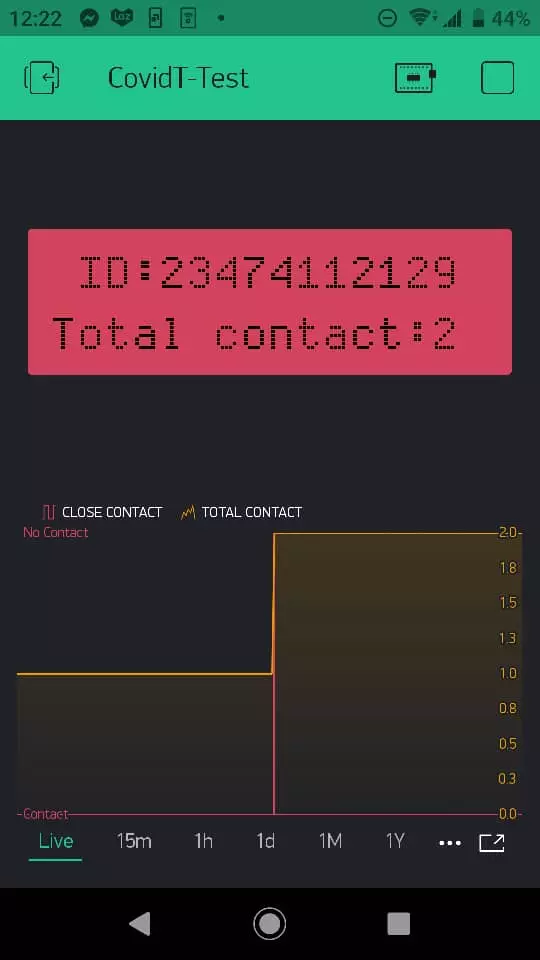 12:22
Laz
44%
CovidT-Test
ID:23474112129
Total contact:2
CLOSE CONTACT TOTAL CONTACT
No Contact
2.0
1.8
1.5
1.3
1.0
0.8
0.5
0.3
Contact
0.0
Live 15m 1h 1d 1M 1Y